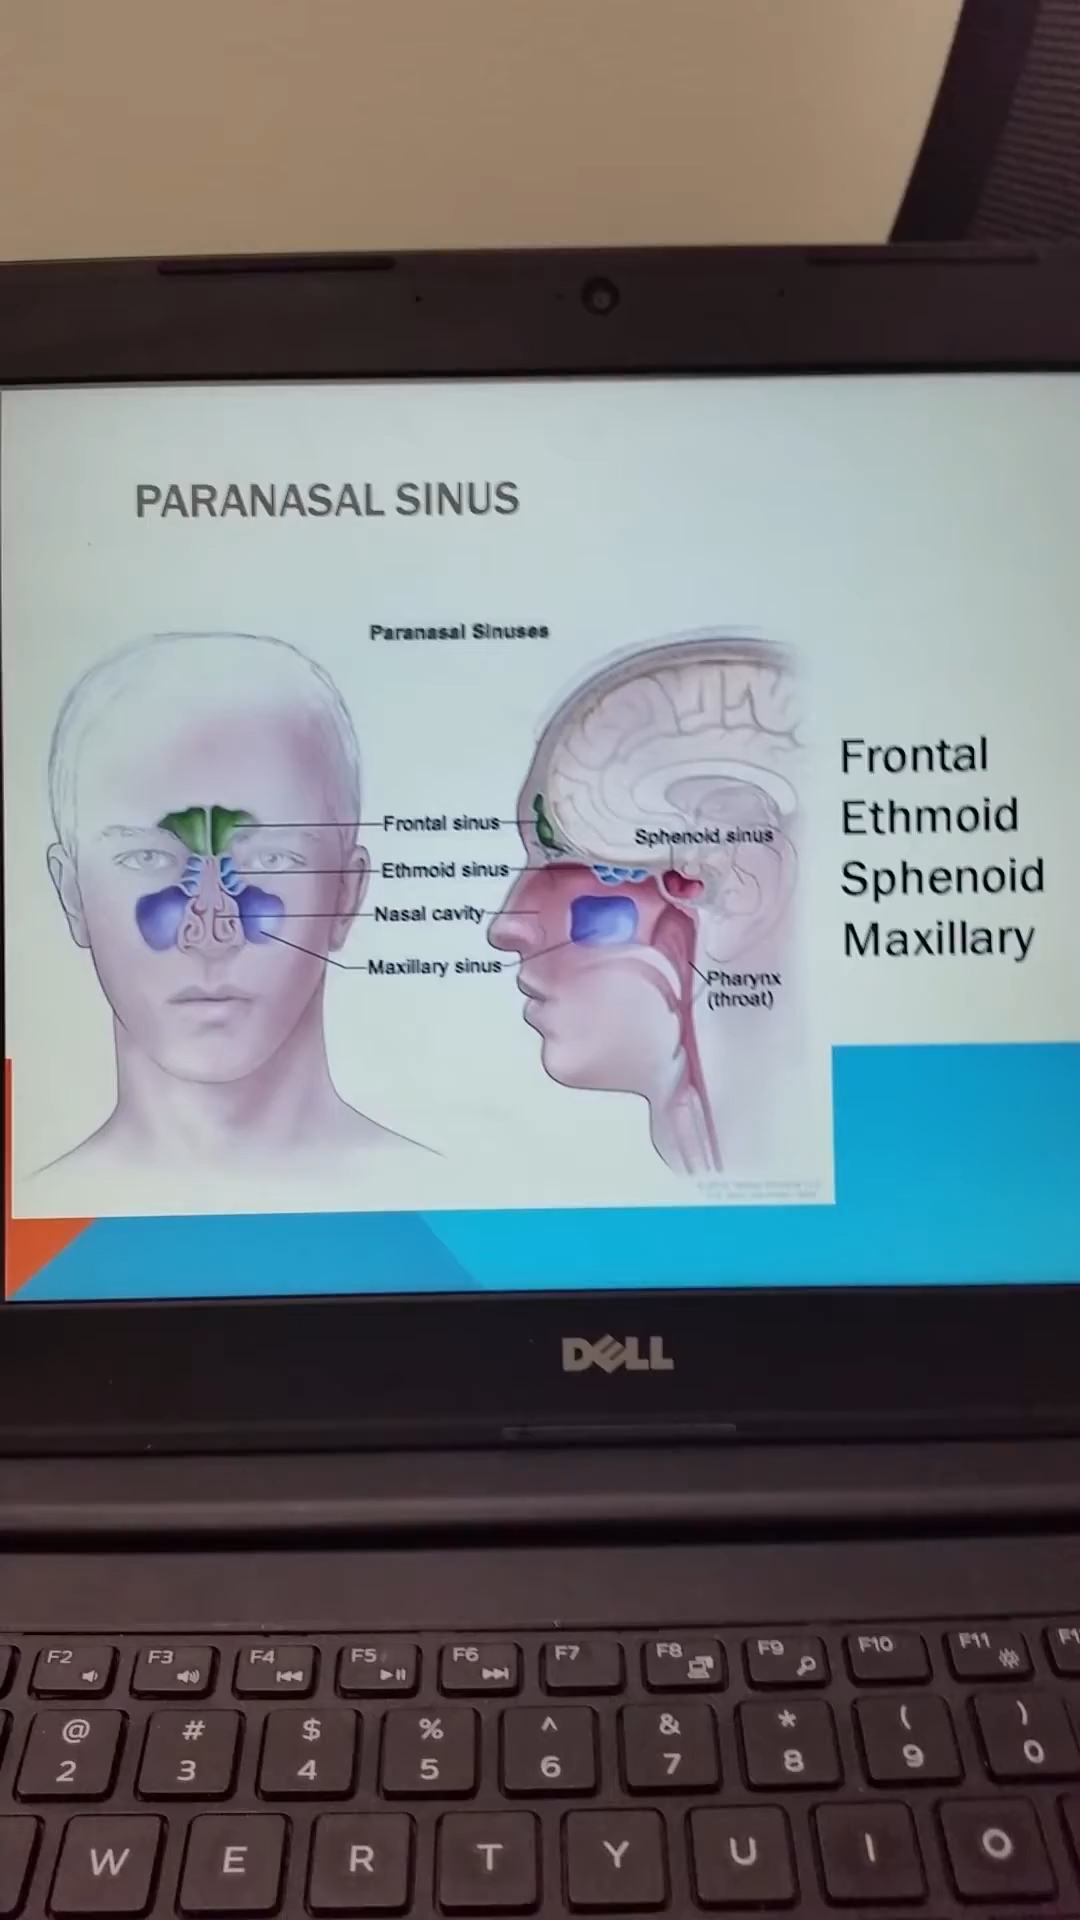 PARANASAL SINUS
Paranasal Sinuses
Frontal sinus
Ethmoid sinus
Nasal cavity
Maxillary sinus
Sphenoid sinus
Pharynx
(throat)
Frontal
Ethmoid
Sphenoid
Maxillary
DELL
F2 F3 F4 F5 F6 F7 F8 F9 F10 F11
@ # $ % ^ & * ( )
2 3 4 5 6 7 8 9 0
W E R T Y U I O